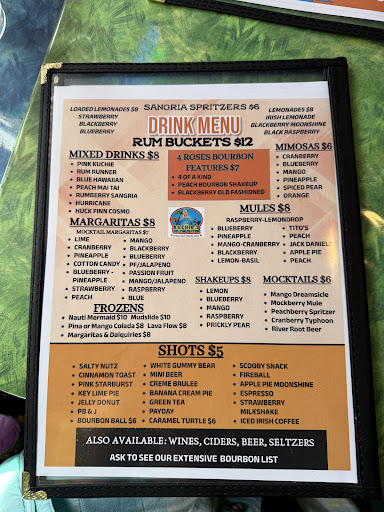 SANGRIA SPRITZERS $6
LOADED LEMONADES $8
STRAWBERRY
BLACKBERRY
BLUEBERRY
LEMONADES $8
IRISH LEMONADE
BLACKBERRY MOONSHINE
BLACK RASPBERRY
DRINK MENU
RUM BUCKETS $12
MIXED DRINKS $8
• PINK KUCHIE
• RUM RUNNER
• BLUE HAWAIIAN
• PEACH MAI TAI
• RUMBERRY SANGRIA
• HURRICANE
• HUCK FINN COSMO
4 ROSES BOURBON
FEATURES $7
• 4 OF A KIND
• PEACH BOURBON SHAKEUP
• BLACKBERRY OLD FASHIONED
MIMOSAS $6
• CRANBERRY
• BLUEBERRY
• MANGO
• PINEAPPLE
• SPICED PEAR
• ORANGE
MARGARITAS $8
MOCKTAIL MARGARITAS $7
• LIME
• CRANBERRY
• PINEAPPLE
• COTTON CANDY
• BLUEBERRY -
PINEAPPLE
• STRAWBERRY
• PEACH
• MANGO
• BLACKBERRY
• BLUEBERRY
• PF/JALAPENO
• PASSION FRUIT
• MANGO/JALAPENO
• RASPBERRY
• BLUE
MULES $8
RASPBERRY-LEMONDROP
• BLUEBERRY
• PINEAPPLE
• MANGO-CRANBERRY
• BLACKBERRY
• LEMON-BASIL
• TITO'S
• PEACH
• JACK DANIELS
• APPLE PIE
• PEACH
FROZENS
• Nauti Mermaid $10 Mudslide $10
• Pina or Mango Colada $8 Lava Flow $8
• Margaritas & Daiquiries $8
SHAKEUPS $8
• LEMON
• BLUEBERRY
• MANGO
• RASPBERRY
• PRICKLY PEAR
MOCKTAILS $6
• Mango Dreamsicle
• Mockberry Mule
• Peachberry Spritzer
• Cranberry Typhoon
• River Root Beer
SHOTS $5
• SALTY NUTZ
• CINNAMON TOAST
• PINK STARBURST
• KEY LIME PIE
• JELLY DONUT
• PB & J
• BOURBON BALL $6
• WHITE GUMMY BEAR
• MINI BEER
• CREME BRULEE
• BANANA CREAM PIE
• GREEN TEA
• PAYDAY
• CARAMEL TURTLE $6
• SCOOBY SNACK
• FIREBALL
• APPLE PIE MOONSHINE
• ESPRESSO
• STRAWBERRY
MILKSHAKE
• ICED IRISH COFFEE
ALSO AVAILABLE: WINES, CIDERS, BEER, SELTZERS
ASK TO SEE OUR EXTENSIVE BOURBON LIST